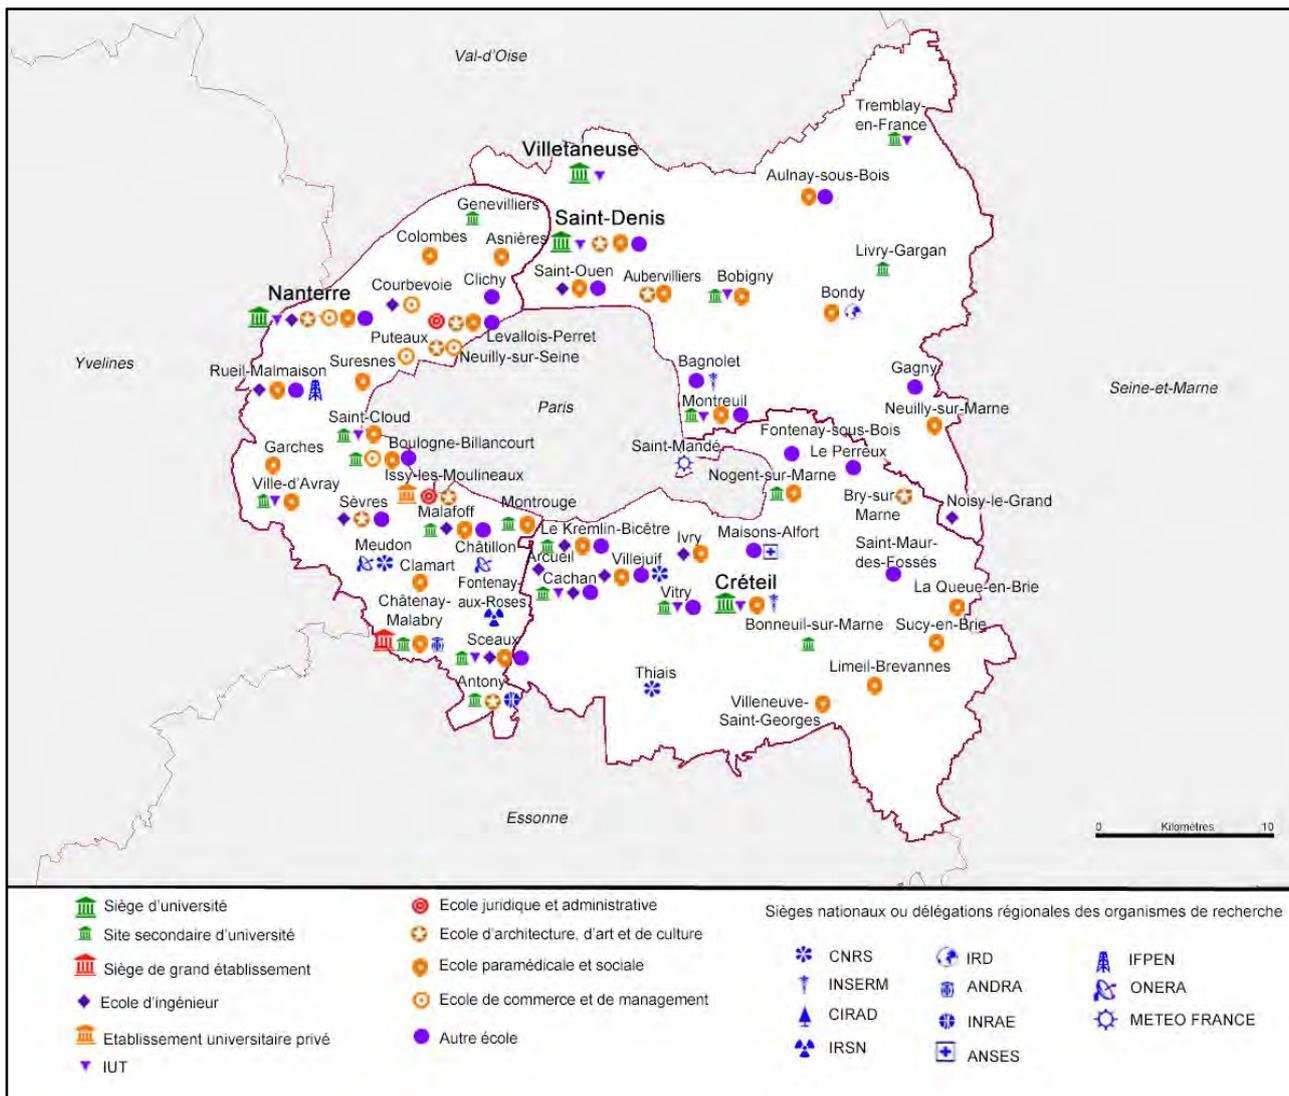 Val-d'Oise
Tremblay-
en-France
Villetaneuse
Aulnay-sous-Bois
Genevilliers
Saint-Denis
Colombes
Asnières
Livry-Gargan
Saint-Ouen
Aubervilliers
Bobigny
Clichy
Courbevoie
Nanterre
Bondy
Puteaux
Levallois-Perret
Neuilly-sur-Seine
Yvelines
Suresnes
Rueil-Malmaison
Bagnolet
Gagny
Seine-et-Marne
Paris
Montreuil
Neuilly-sur-Marne
Saint-Cloud
Fontenay-sous-Bois
Boulogne-Billancourt
Saint-Mandé
Le Perreux
Garches
Issy-les-Moulineaux
Nogent-sur-Marne
Ville-d'Avray
Sèvres
Montrouge
Bry-sur
Marne
Noisy-le-Grand
Malafoff
Le Kremlin-Bicêtre
Ivry
Maisons-Alfort
Meudon
Châtillon
Arcueil
Villejuif
Saint-Maur-
des-Fossés
Clamart
Cachan
Fontenay-
aux-Roses
Créteil
La Queue-en-Brie
Châtenay-
Malabry
Vitry
Bonneuil-sur-Marne
Sucy-en-Brie
Sceaux
Limeil-Brevannes
Thiais
Antony
Villeneuve-
Saint-Georges
Essonne
0 Kilomètres 10
Siège d'université
Site secondaire d'université
Siège de grand établissement
Ecole d'ingénieur
Etablissement universitaire privé
IUT
Ecole juridique et administrative
Ecole d'architecture, d'art et de culture
Ecole paramédicale et sociale
Ecole de commerce et de management
Autre école
Sièges nationaux ou délégations régionales des organismes de recherche
CNRS
INSERM
CIRAD
IRSN
IRD
ANDRA
INRAE
ANSES
IFPEN
ONERA
METEO FRANCE